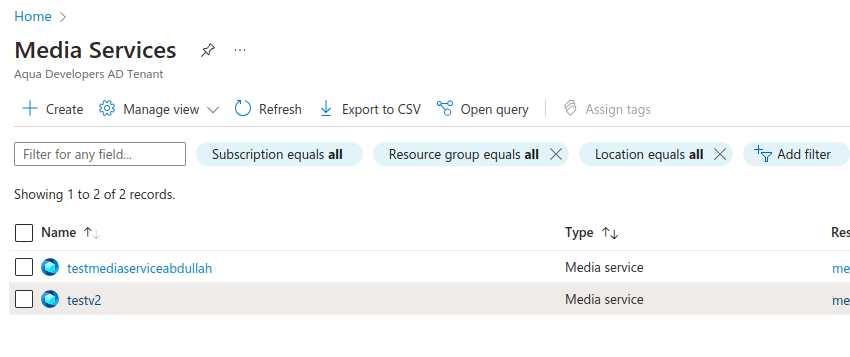 Home
Media Services
Aqua Developers AD Tenant
Create Manage view Refresh Export to CSV Open query Assign tags
Filter for any field... Subscription equals all Resource group equals all Location equals all Add filter
Showing 1 to 2 of 2 records.
Name Type Res
testmediaserviceabdullah Media service me
testv2 Media service me